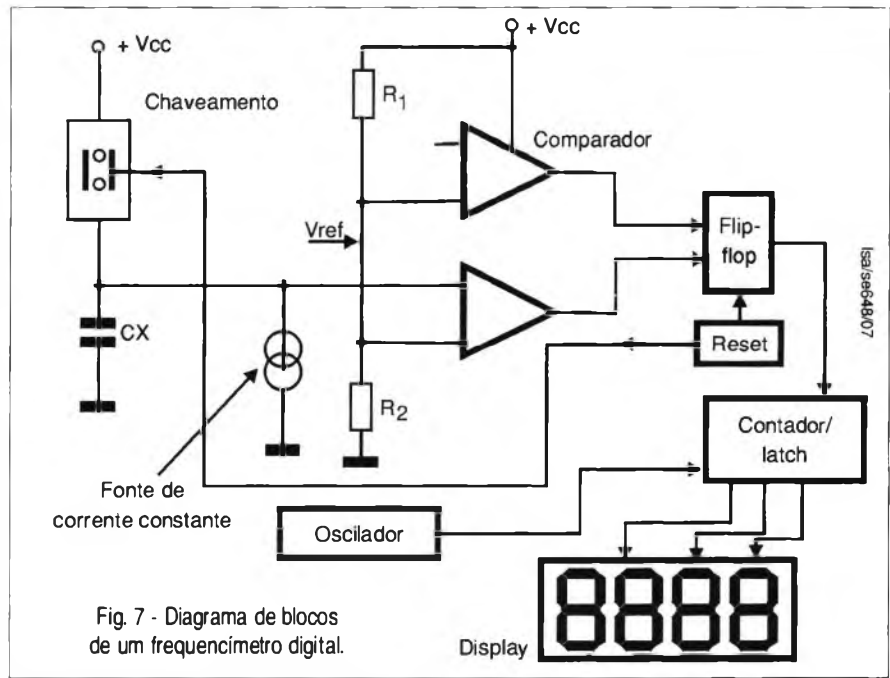 + Vcc
+ Vcc
Chaveamento
R1
Comparador
Vref
Flip-
flop
CX
Reset
lsa/se648/07
R2
Contador/
latch
Fonte de
corrente constante
Oscilador
8888
Fig. 7 - Diagrama de blocos
de um frequencímetro digital.
Display